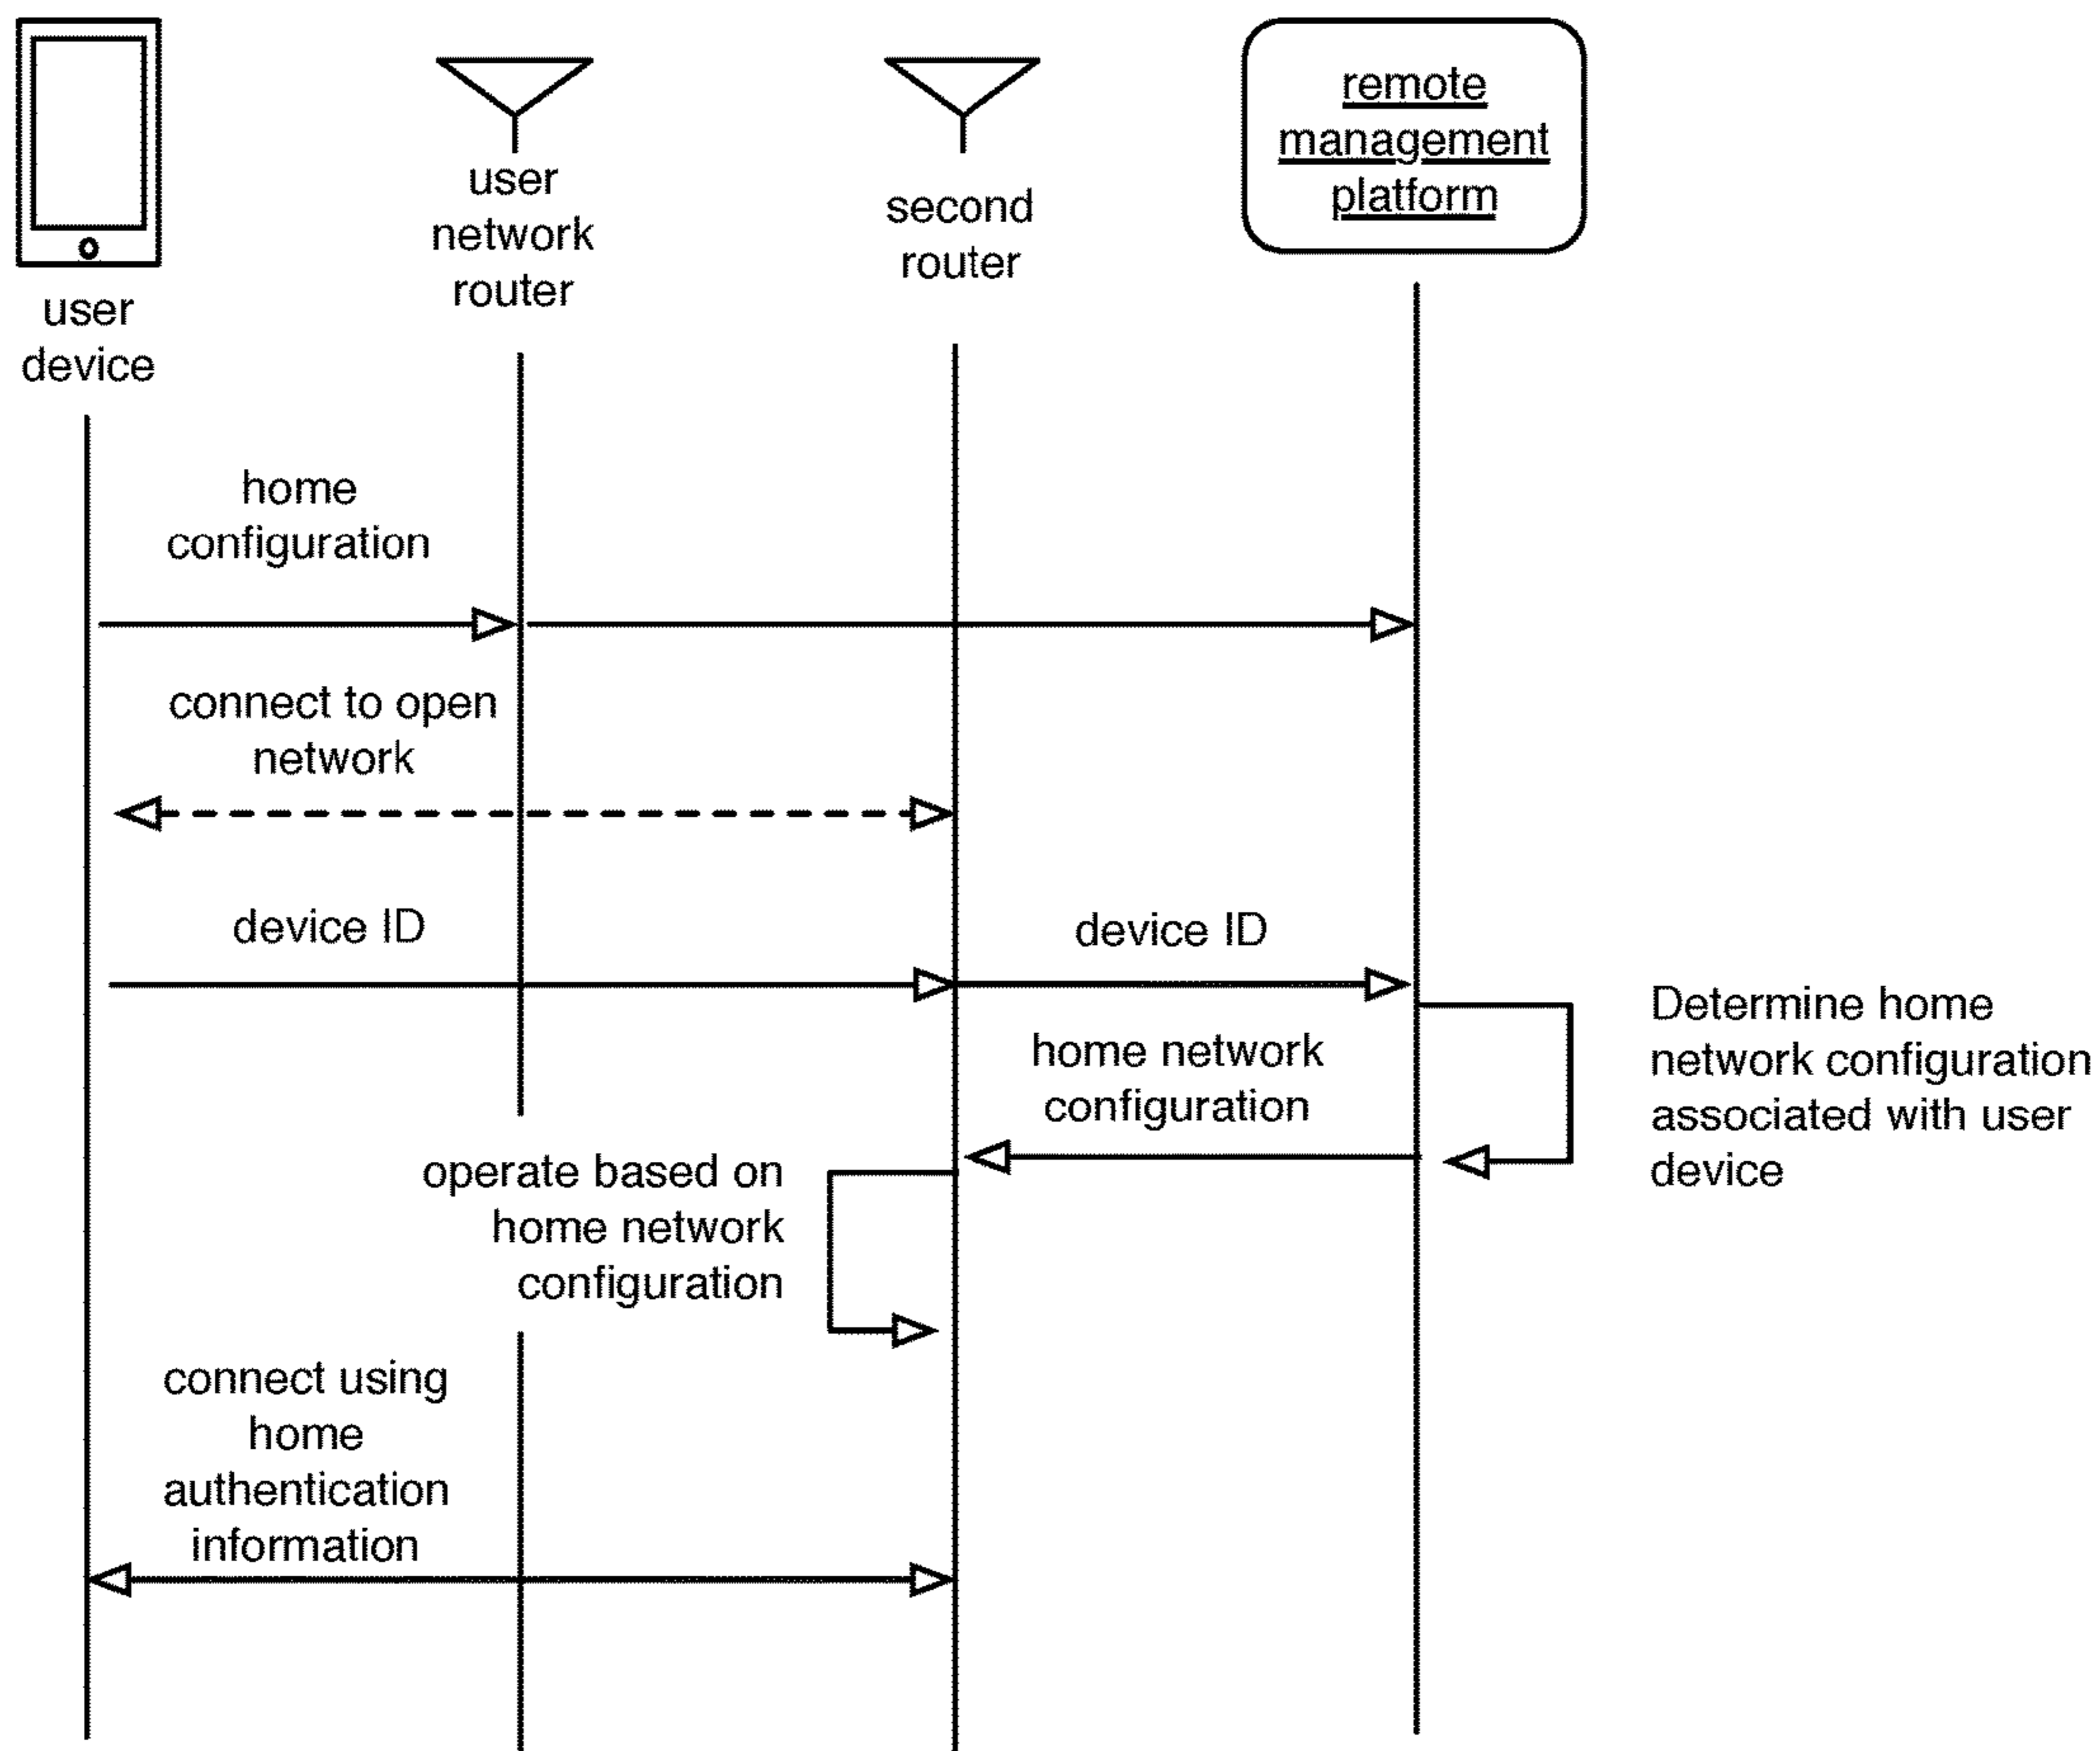 user
device
user
network
router
second
router
remote
management
platform
home
configuration
connect to open
network
device ID
device ID
Determine home
network configuration
associated with user
device
home network
configuration
operate based on
home network
configuration
connect using
home
authentication
information